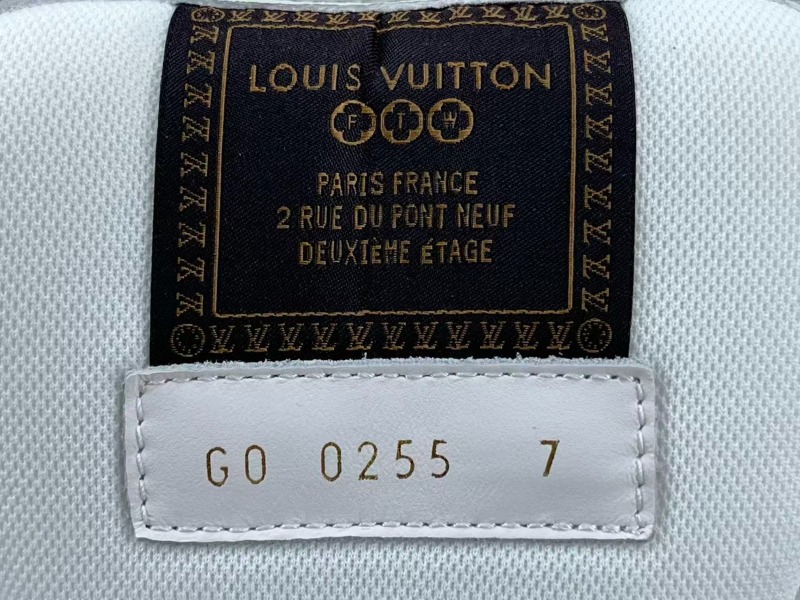 LOUIS VUITTON
F T W
PARIS FRANCE
2 RUE DU PONT NEUF
DEUXIÈME ÉTAGE
GO 0255 7